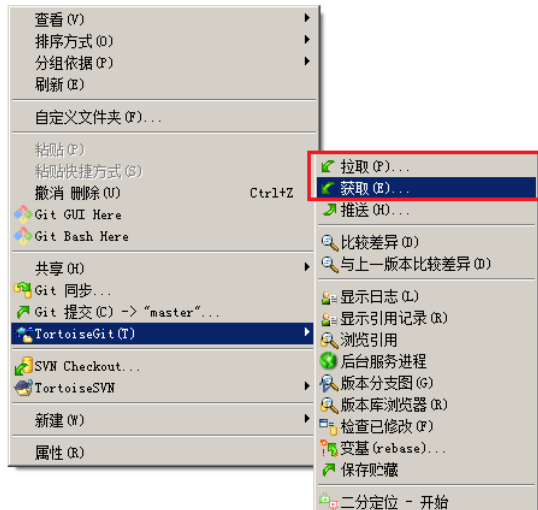 查看(V)
排序方式(O)
分组依据(P)
刷新(E)
自定义文件夹(F)...
粘贴(P)
粘贴快捷方式(S)
撤消 删除(U) Ctrl+Z
Git GUI Here
Git Bash Here
共享(H)
Git 同步...
Git 提交(C) -> "master"...
TortoiseGit(T)
SVN Checkout...
TortoiseSVN
新建(W)
属性(R)
拉取(P)...
获取(E)...
推送(H)...
比较差异(D)
与上一版本比较差异(D)
显示日志(L)
显示引用记录(R)
浏览引用
后台服务进程
版本分支图(G)
版本库浏览器(R)
检查已修改(F)
变基(rebase)...
保存贮藏
二分定位 - 开始